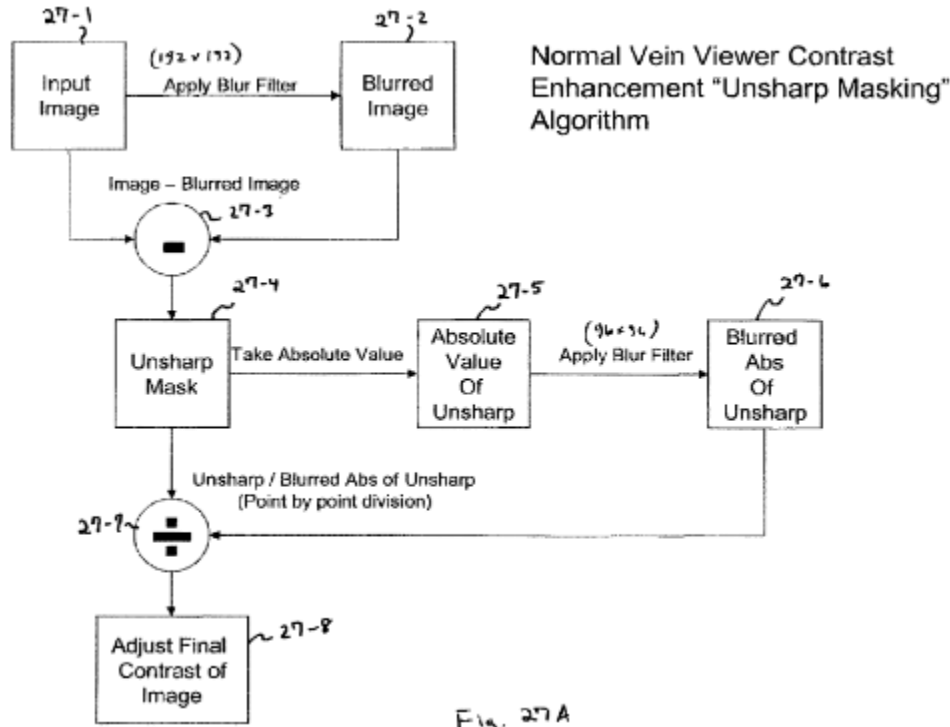 27-1
27-2
Input
Image
(192 x 192)
Apply Blur Filter
Blurred
Image
Normal Vein Viewer Contrast
Enhancement “Unsharp Masking”
Algorithm
Image – Blurred Image
27-3
-
27-4
Unsharp
Mask
Take Absolute Value
27-5
Absolute
Value
Of
Unsharp
(96 x 96)
Apply Blur Filter
27-6
Blurred
Abs
Of
Unsharp
Unsharp / Blurred Abs of Unsharp
(Point by point division)
27-7
÷
Adjust Final
Contrast of
Image
27-8
Fig. 27A